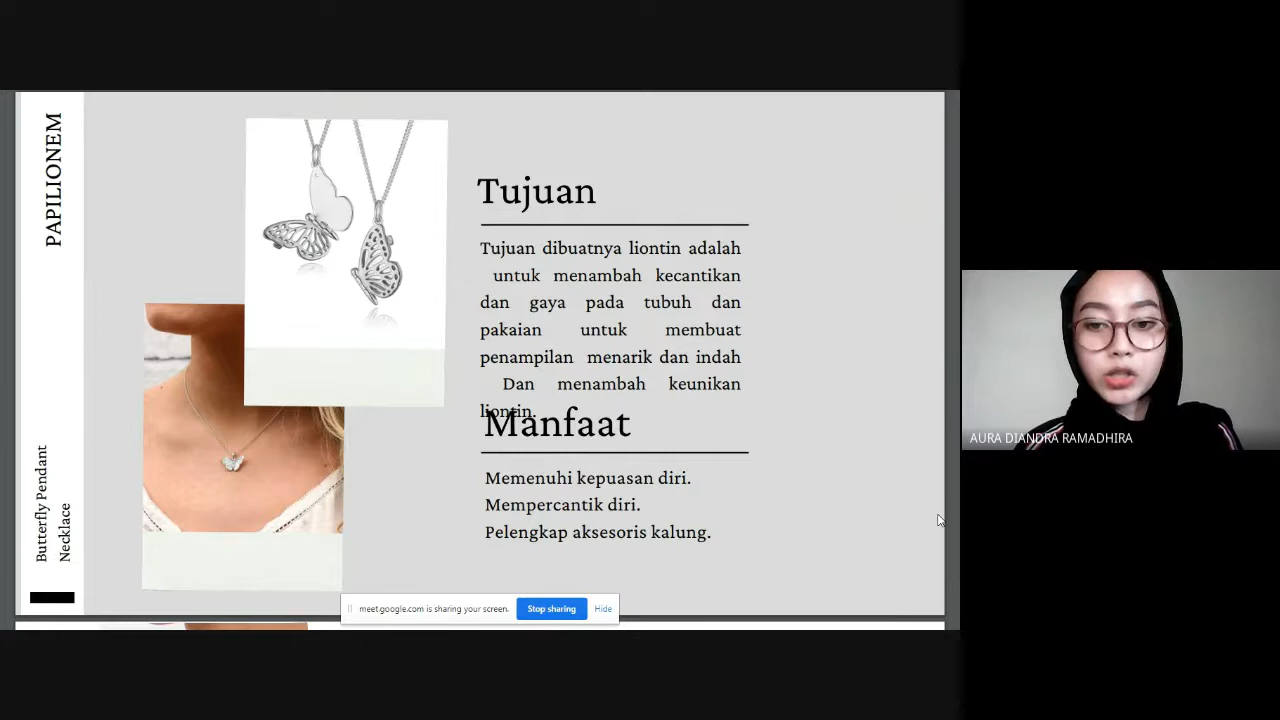 PAPILIONEM
Butterfly Pendant
Necklace
Tujuan
Tujuan dibuatnya liontin adalah
untuk menambah kecantikan
dan gaya pada tubuh dan
pakaian untuk membuat
penampilan menarik dan indah
Dan menambah keunikan
liontin.
Manfaat
Memenuhi kepuasan diri.
Mempercantik diri.
Pelengkap aksesoris kalung.
meet.google.com is sharing your screen.
Stop sharing
Hide
AURA DIANDRA RAMADHIRA